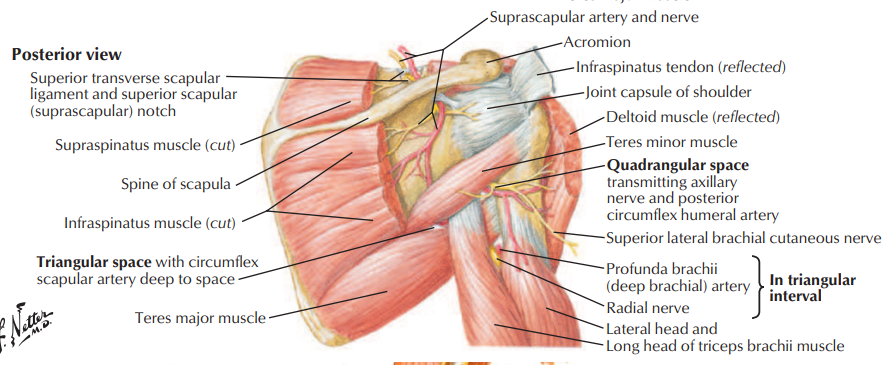 Suprascapular artery and nerve
Posterior view
Acromion
Superior transverse scapular
ligament and superior scapular
(suprascapular) notch
Infraspinatus tendon (reflected)
Joint capsule of shoulder
Deltoid muscle (reflected)
Supraspinatus muscle (cut)
Teres minor muscle
Spine of scapula
Quadrangular space
transmitting axillary
nerve and posterior
circumflex humeral artery
Infraspinatus muscle (cut)
Superior lateral brachial cutaneous nerve
Triangular space with circumflex
scapular artery deep to space
Profunda brachii
(deep brachial) artery
In triangular
interval
Radial nerve
Teres major muscle
Lateral head and
Long head of triceps brachii muscle
f. Netter
M.D.